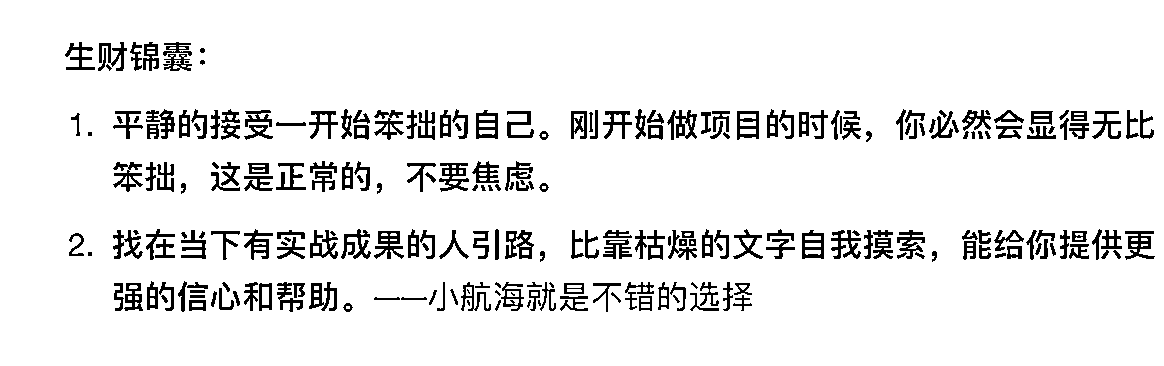 生财锦囊：
1. 平静的接受一开始笨拙的自己。刚开始做项目的时候，你必然会显得无比
笨拙，这是正常的，不要焦虑。
2. 找在当下有实战成果的人引路，比靠枯燥的文字自我摸索，能给你提供更
强的信心和帮助。——小航海就是不错的选择